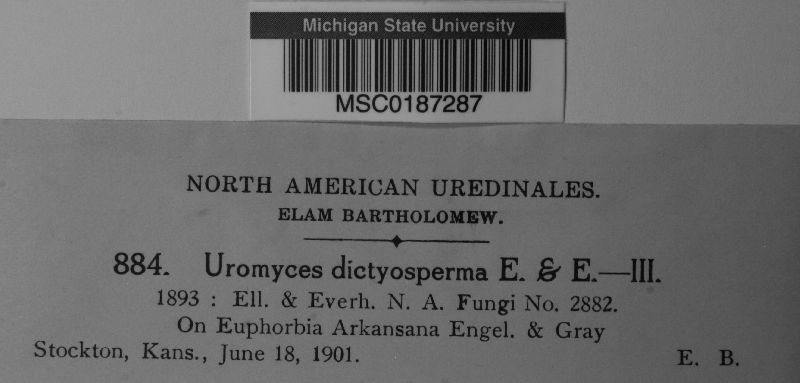 Michigan State University
MSC0187287
NORTH AMERICAN UREDINALES.
ELAM BARTHOLOMEW.
884. Uromyces dictyosperma E. & E.—III.
1893 : Ell. & Everh. N. A. Fungi No. 2882.
On Euphorbia Arkansana Engel. & Gray
Stockton, Kans., June 18, 1901. E. B.